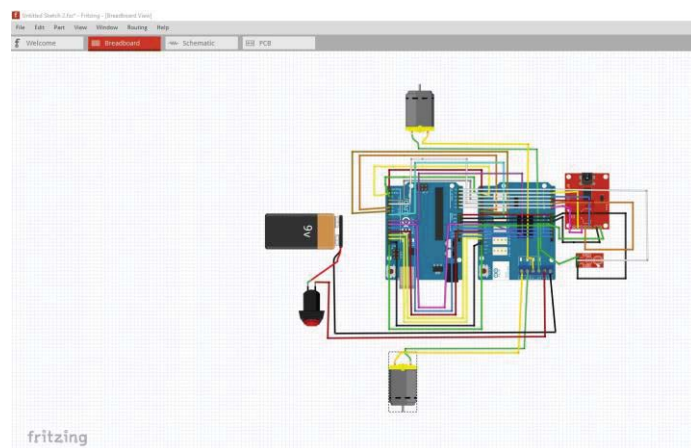 Untitled Sketch 2.fzz* - Fritzing - [Breadboard View]
File Edit Part View Window Routing Help
f Welcome Breadboard Schematic PCB
9v
fritzing